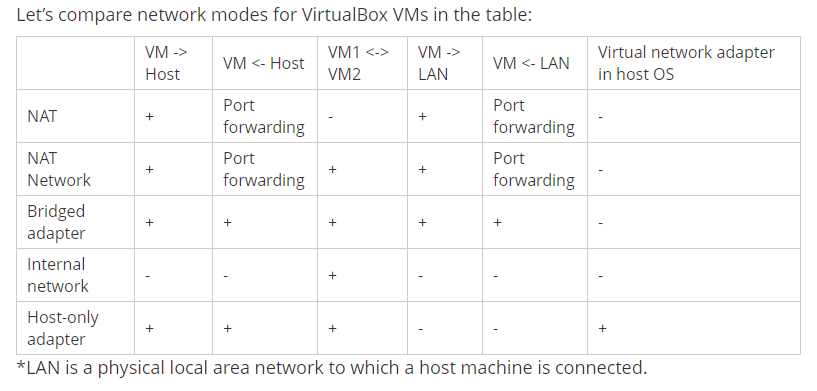 Let's compare network modes for VirtualBox VMs in the table:
VM -> Host VM <- Host VM1 <-> VM2 VM -> LAN VM <- LAN Virtual network adapter in host OS
NAT + Port forwarding - + Port forwarding -
NAT Network + Port forwarding + + Port forwarding -
Bridged adapter + + + + + -
Internal network - - + - - -
Host-only adapter + + + - - +
*LAN is a physical local area network to which a host machine is connected.